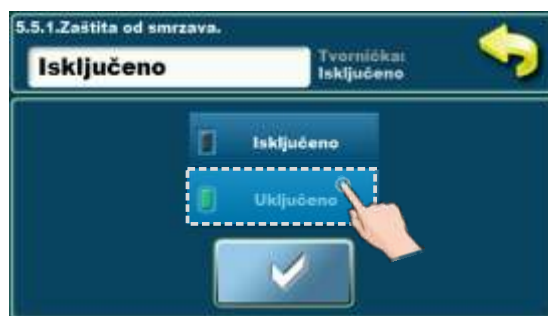 5.5.1.Zaštita od smrzava.
Isključeno
Tvornička:
Isključeno
Isključeno
Uključeno